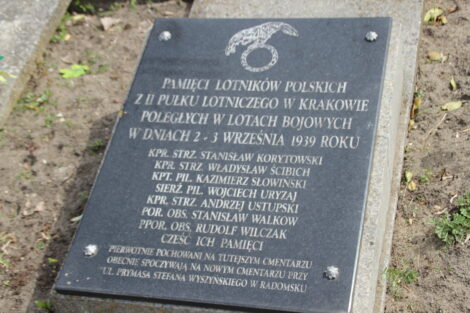 PAMIĘCI LOTNIKÓW POLSKICH
Z II PUŁKU LOTNICZEGO W KRAKOWIE
POLEGŁYCH W LOTACH BOJOWYCH
W DNIACH 2 - 3 WRZEŚNIA 1939 ROKU
KPR. STRZ. STANISŁAW KORYTOWSKI
KPR. STRZ. WŁADYSŁAW ŚCIBICH
KPT. PIL. KAZIMIERZ SŁOWIŃSKI
SIERŻ. PIL. WOJCIECH URYZAJ
KPR. STRZ. ANDRZEJ USTUPSKI
POR. OBS. STANISŁAW WALKOW
PPOR. OBS. RUDOLF WILCZAK
CZEŚĆ ICH PAMIĘCI
PIERWOTNIE POCHOWANI NA TUTEJSZYM CMENTARZU
OBECNIE SPOCZYWAJĄ NA NOWYM CMENTARZU PRZY
UL. PRYMASA STEFANA WYSZYŃSKIEGO W RADOMSKU